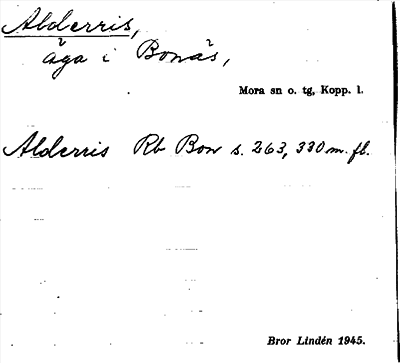 Alderris,
äga i Bonäs,
Mora sn o. tg, Kopp. l.
Alderris Rb Bon s. 263, 330 m. fl.
Bror Lindén 1945.